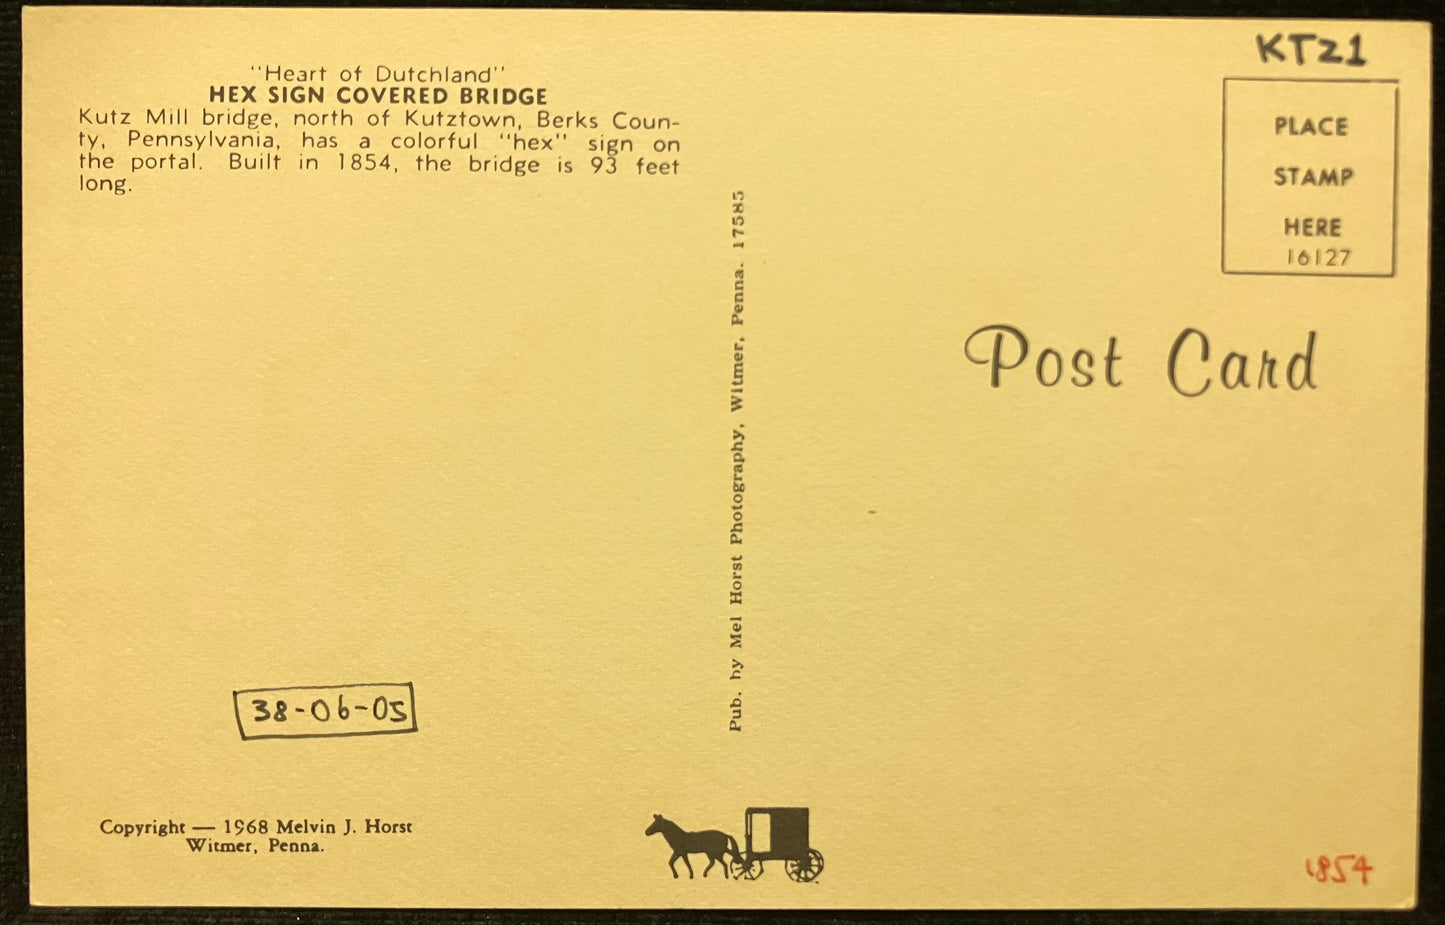 "Heart of Dutchland"
HEX SIGN COVERED BRIDGE
Kutz Mill bridge, north of Kutztown, Berks Coun-
ty, Pennsylvania, has a colorful "hex" sign on
the portal. Built in 1854, the bridge is 93 feet
long.
38-06-05
Copyright — 1968 Melvin J. Horst
Witmer, Penna.
Pub. by Mel Horst Photography, Witmer, Penna. 17585
KTZ1
PLACE
STAMP
HERE
16127
Post Card
1854